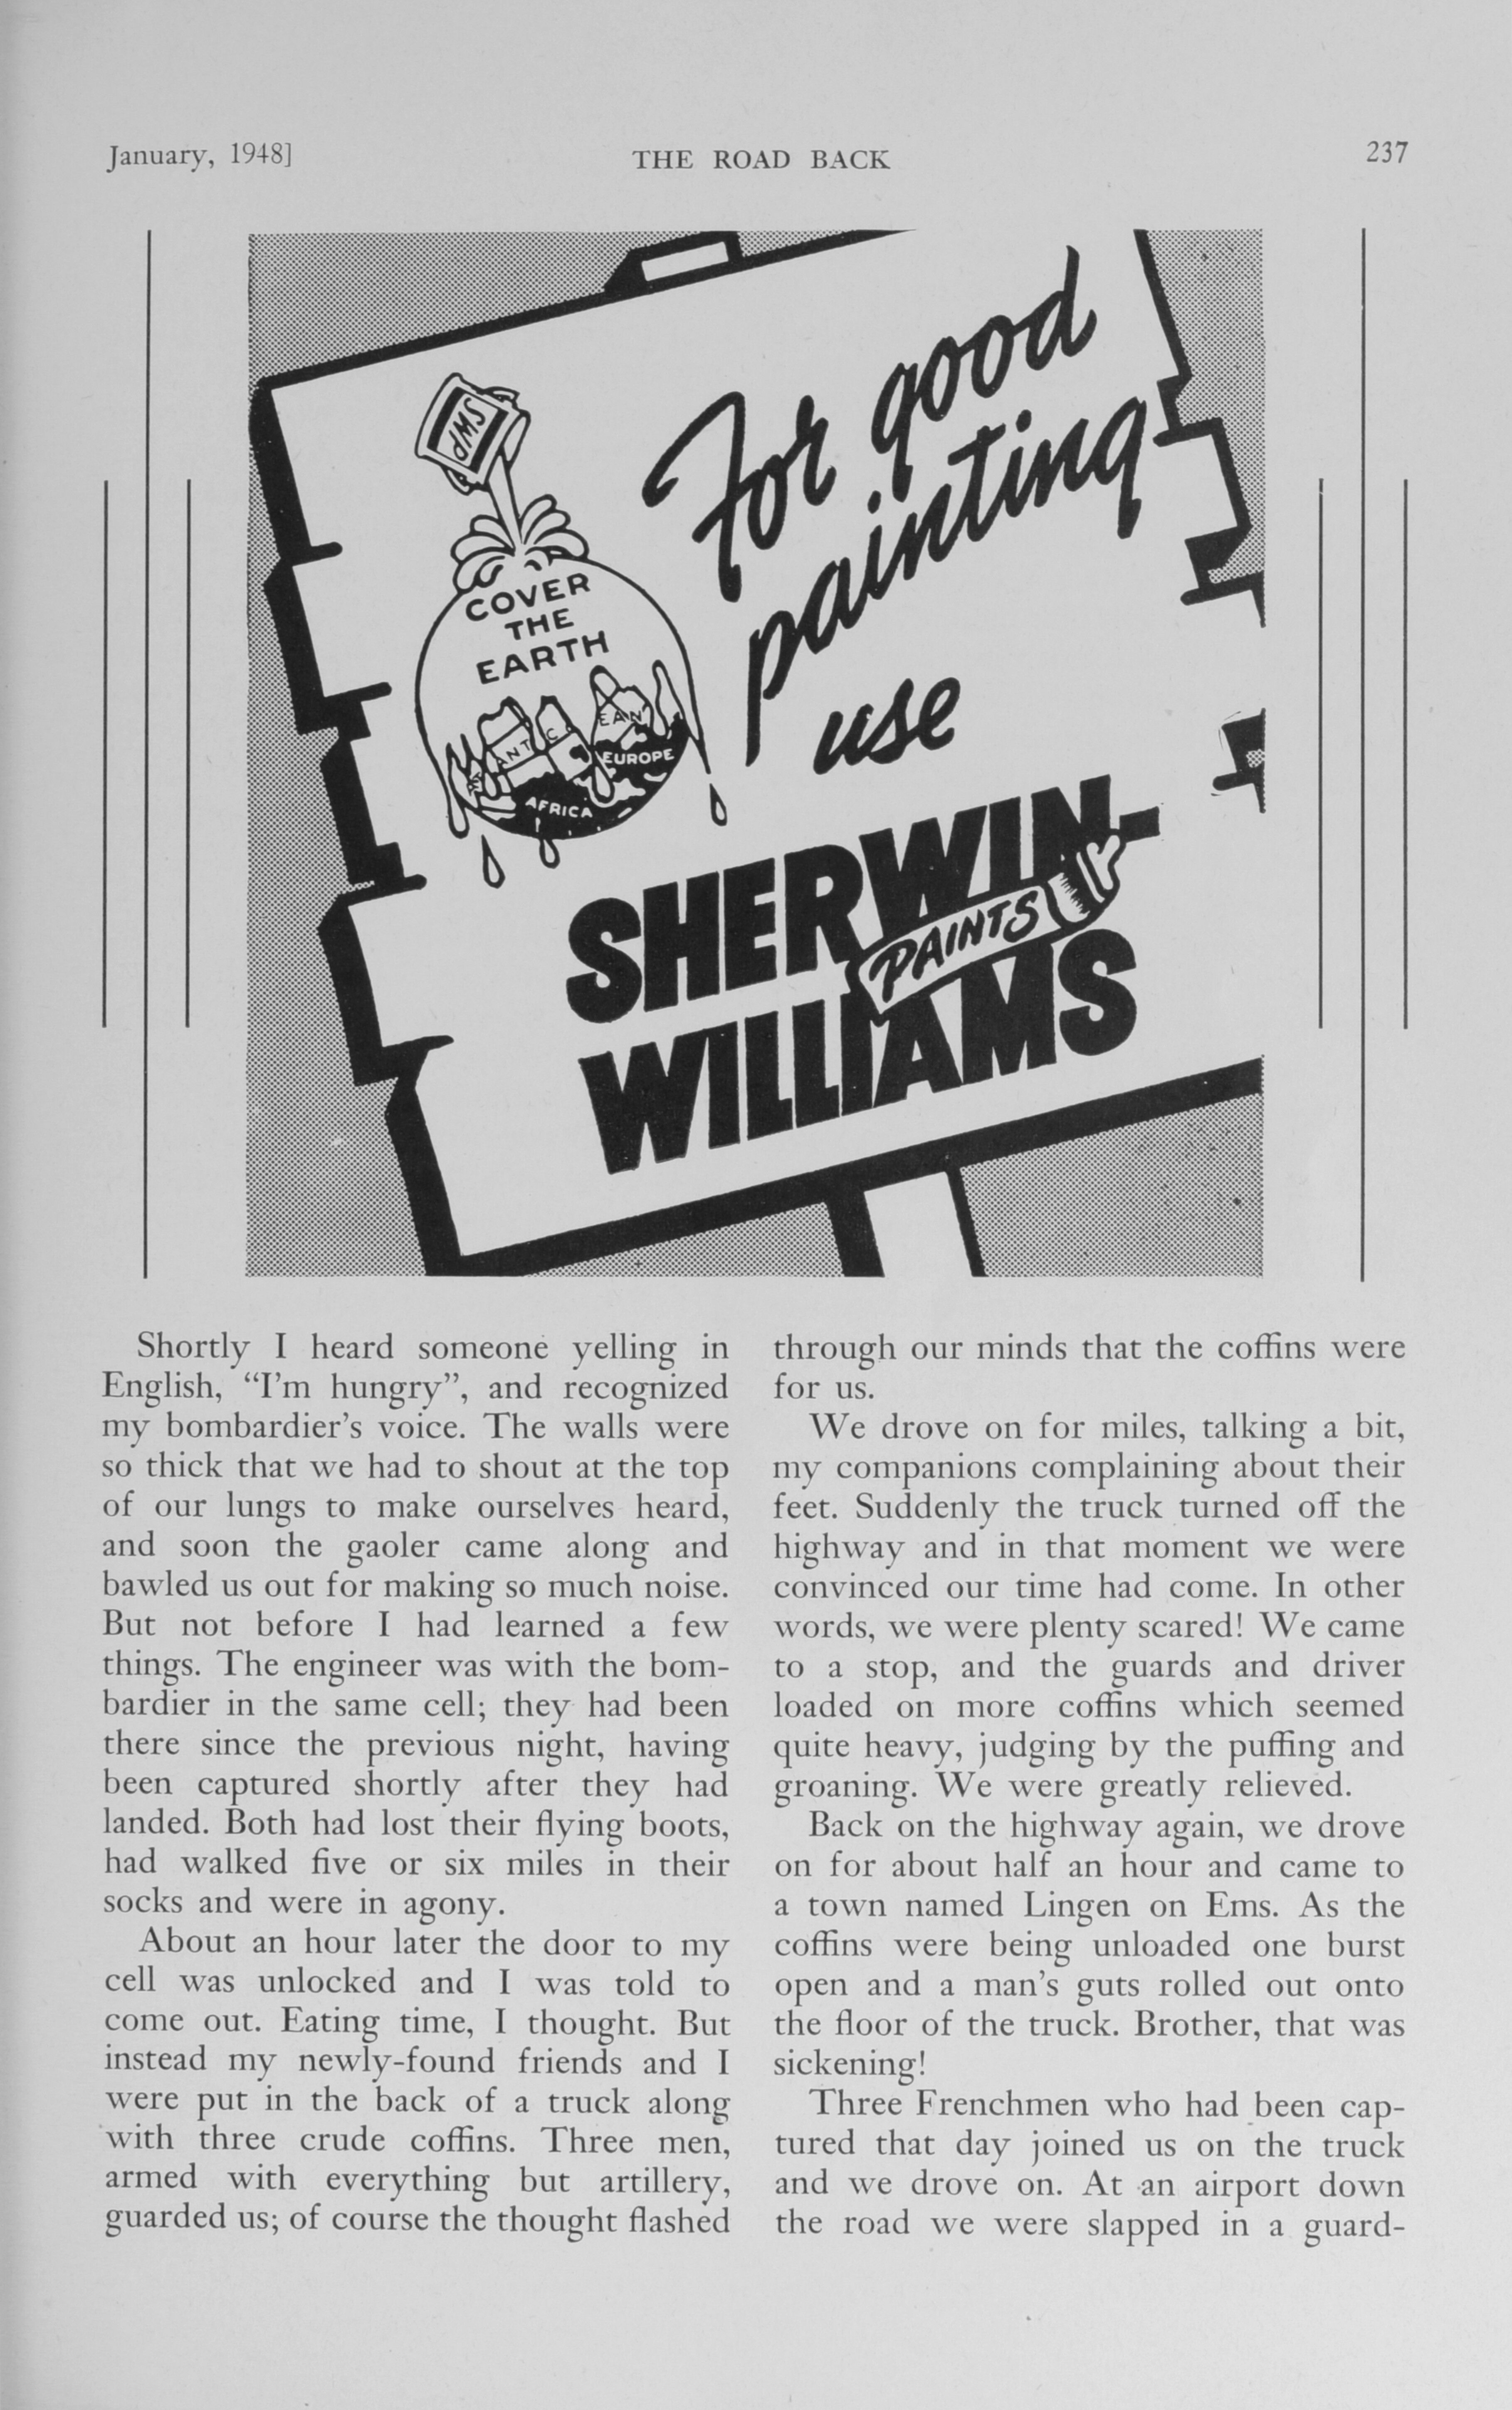 January, 1948]
THE ROAD BACK
237
SWP
COVER
THE
EARTH
EUROPE
AFRICA
For good
painting
use
SHERWIN-
PAINTS
WILLIAMS
Shortly I heard someone yelling in
English, “I’m hungry”, and recognized
my bombardier’s voice. The walls were
so thick that we had to shout at the top
of our lungs to make ourselves heard,
and soon the gaoler came along and
bawled us out for making so much noise.
But not before I had learned a few
things. The engineer was with the bom-
bardier in the same cell; they had been
there since the previous night, having
been captured shortly after they had
landed. Both had lost their flying boots,
had walked five or six miles in their
socks and were in agony.
About an hour later the door to my
cell was unlocked and I was told to
come out. Eating time, I thought. But
instead my newly-found friends and I
were put in the back of a truck along
with three crude coffins. Three men,
armed with everything but artillery,
guarded us; of course the thought flashed
through our minds that the coffins were
for us.
We drove on for miles, talking a bit,
my companions complaining about their
feet. Suddenly the truck turned off the
highway and in that moment we were
convinced our time had come. In other
words, we were plenty scared! We came
to a stop, and the guards and driver
loaded on more coffins which seemed
quite heavy, judging by the puffing and
groaning. We were greatly relieved.
Back on the highway again, we drove
on for about half an hour and came to
a town named Lingen on Ems. As the
coffins were being unloaded one burst
open and a man’s guts rolled out onto
the floor of the truck. Brother, that was
sickening!
Three Frenchmen who had been cap-
tured that day joined us on the truck
and we drove on. At an airport down
the road we were slapped in a guard-